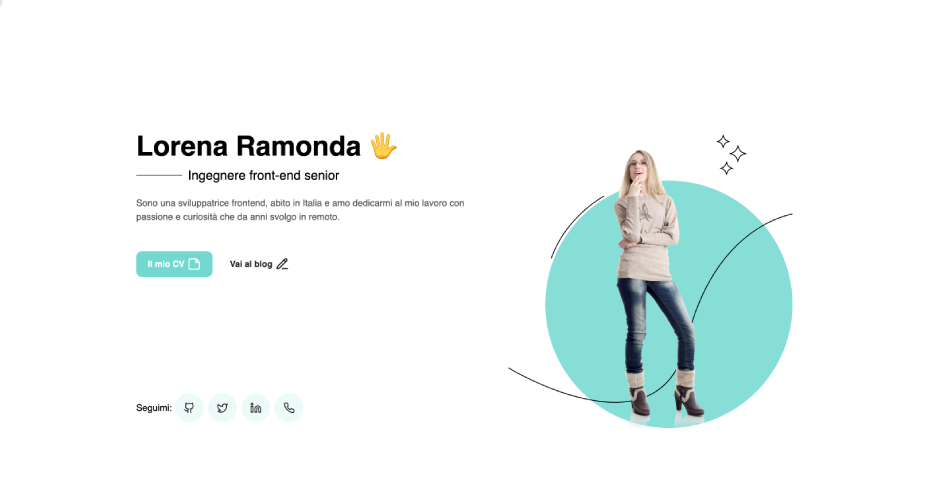 Lorena Ramonda 🖐
Ingegnere front-end senior
Sono una sviluppatrice frontend, abito in Italia e amo dedicarmi al mio lavoro con
passione e curiosità che da anni svolgo in remoto.
Il mio CV
Vai al blog
Seguimi: